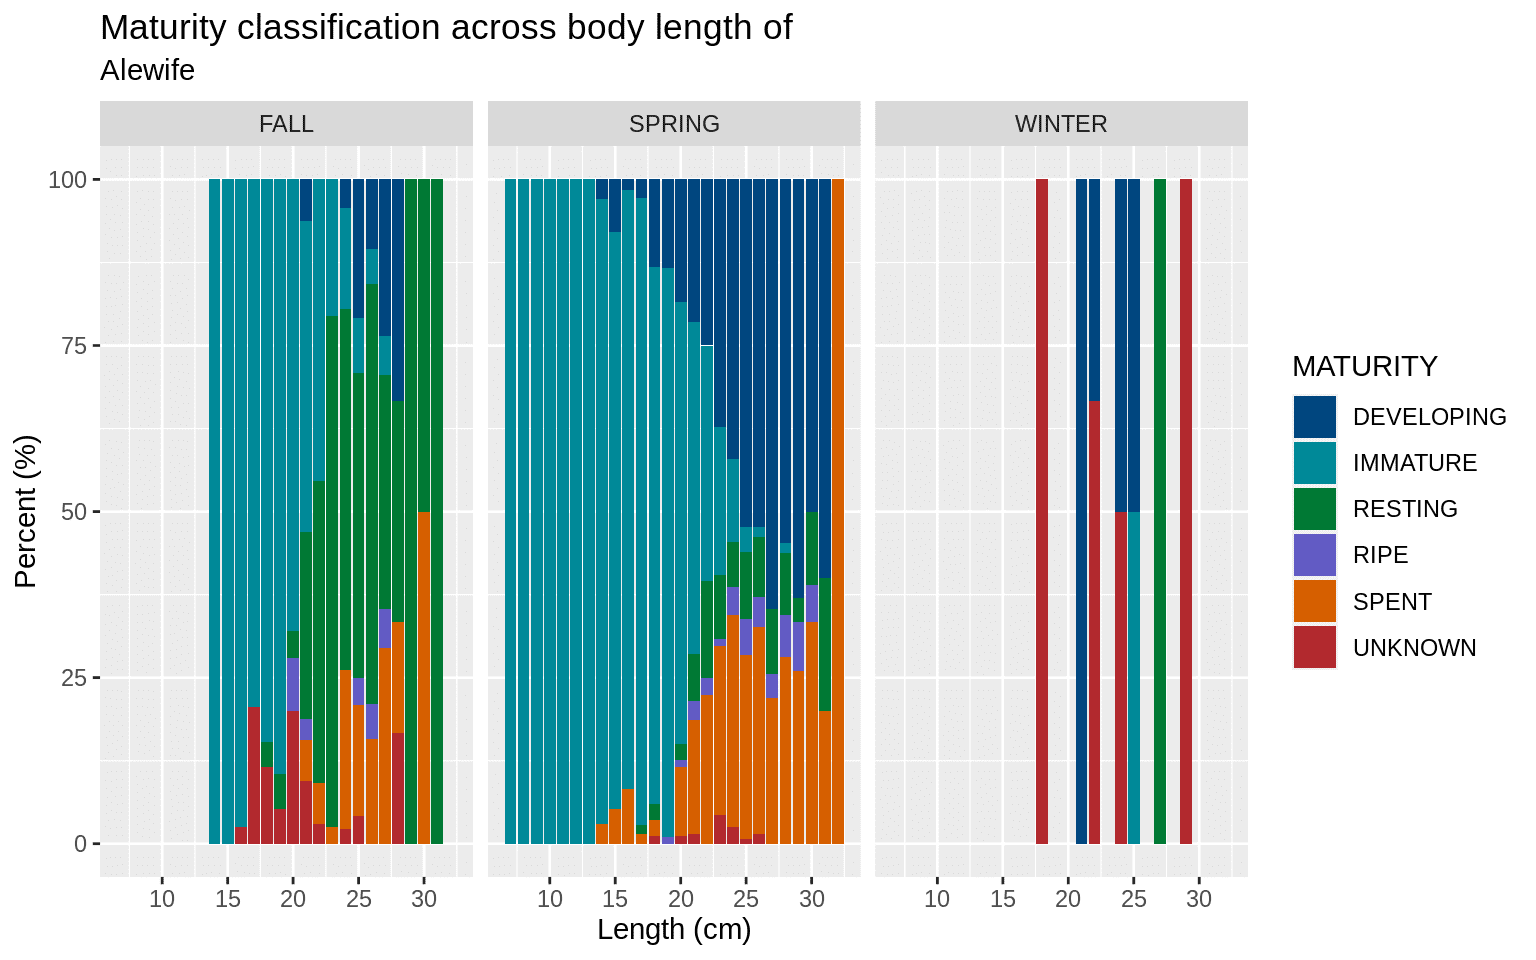 Maturity classification across body length of
Alewife
FALL
SPRING
WINTER
100
75
50
25
0
Percent (%)
10 15 20 25 30
10 15 20 25 30
10 15 20 25 30
Length (cm)
MATURITY
DEVELOPING
IMMATURE
RESTING
RIPE
SPENT
UNKNOWN